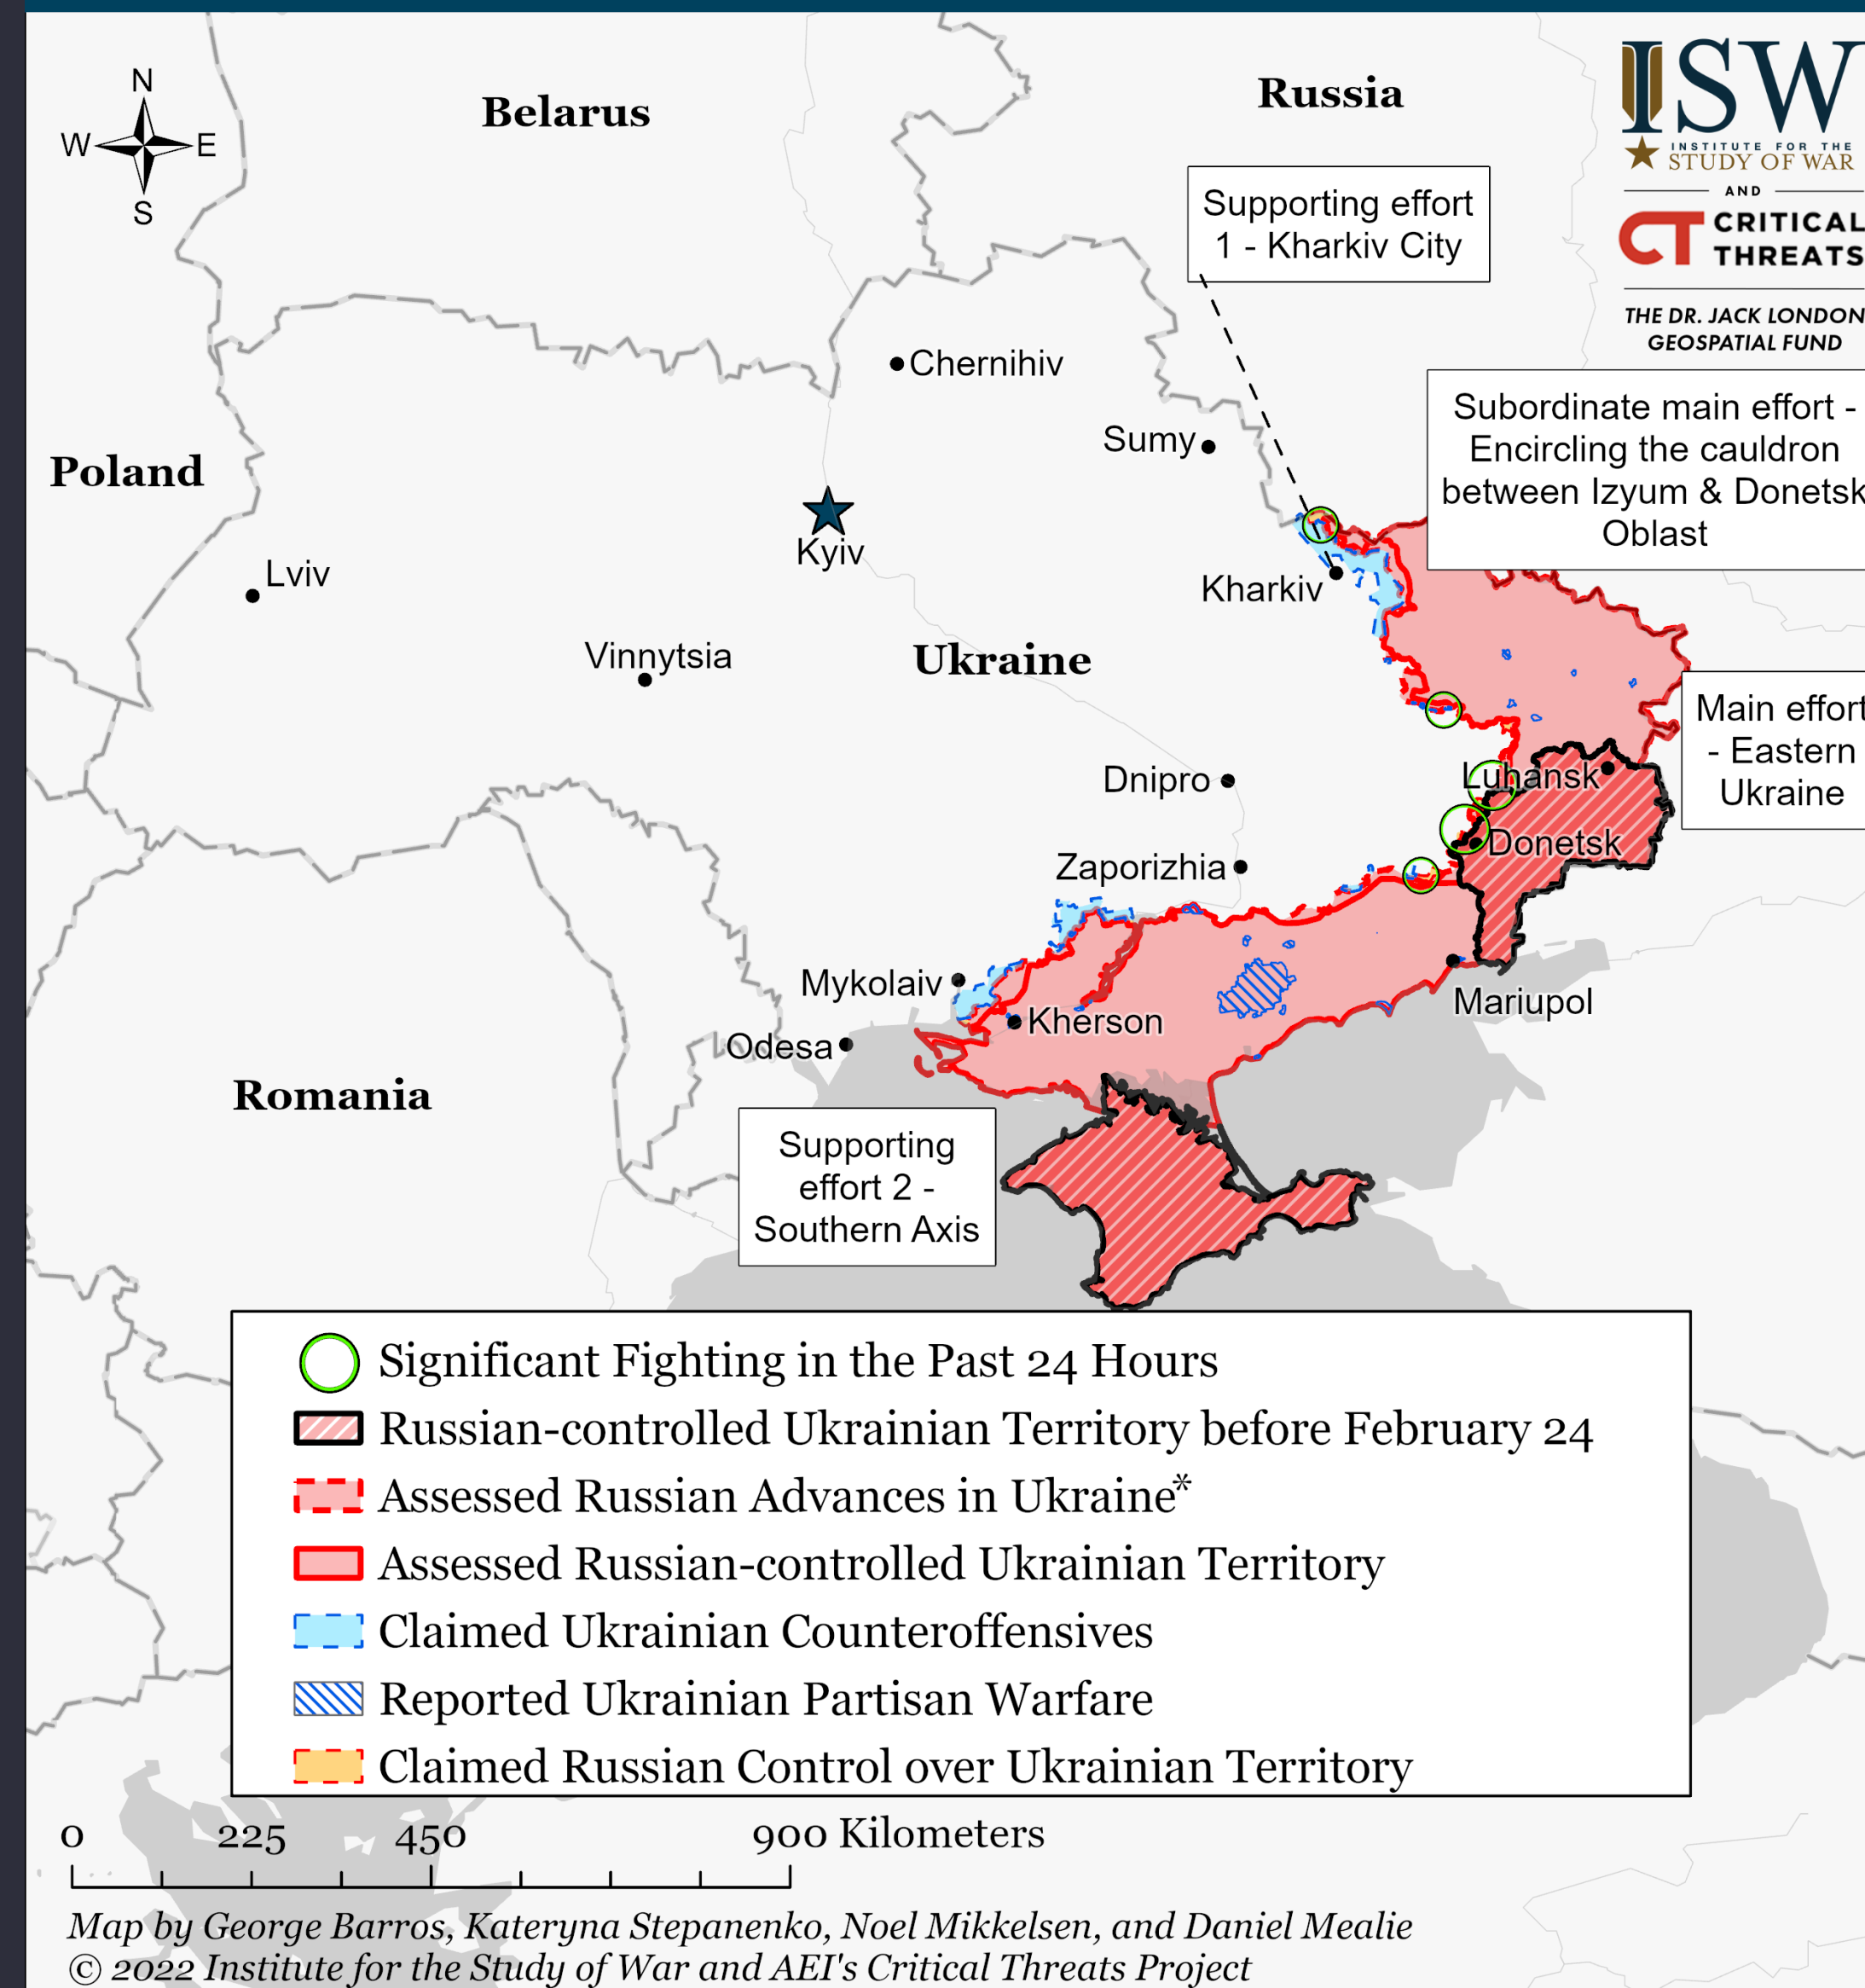 N
W
E
S
Belarus
Russia
ISW
INSTITUTE FOR THE
STUDY OF WAR
AND
CT CRITICAL
THREATS
THE DR. JACK LONDON
GEOSPATIAL FUND
Supporting effort
1 - Kharkiv City
Chernihiv
Subordinate main effort -
Encircling the cauldron
between Izyum & Donetsk
Oblast
Sumy
Poland
Kyiv
Lviv
Kharkiv
Vinnytsia
Ukraine
Main effort
- Eastern
Ukraine
Dnipro
Luhansk
Donetsk
Zaporizhia
Mykolaiv
Mariupol
Kherson
Odesa
Romania
Supporting
effort 2 -
Southern Axis
Significant Fighting in the Past 24 Hours
Russian-controlled Ukrainian Territory before February 24
Assessed Russian Advances in Ukraine*
Assessed Russian-controlled Ukrainian Territory
Claimed Ukrainian Counteroffensives
Reported Ukrainian Partisan Warfare
Claimed Russian Control over Ukrainian Territory
0 225 450 900 Kilometers
Map by George Barros, Kateryna Stepanenko, Noel Mikkelsen, and Daniel Mealie
© 2022 Institute for the Study of War and AEI's Critical Threats Project